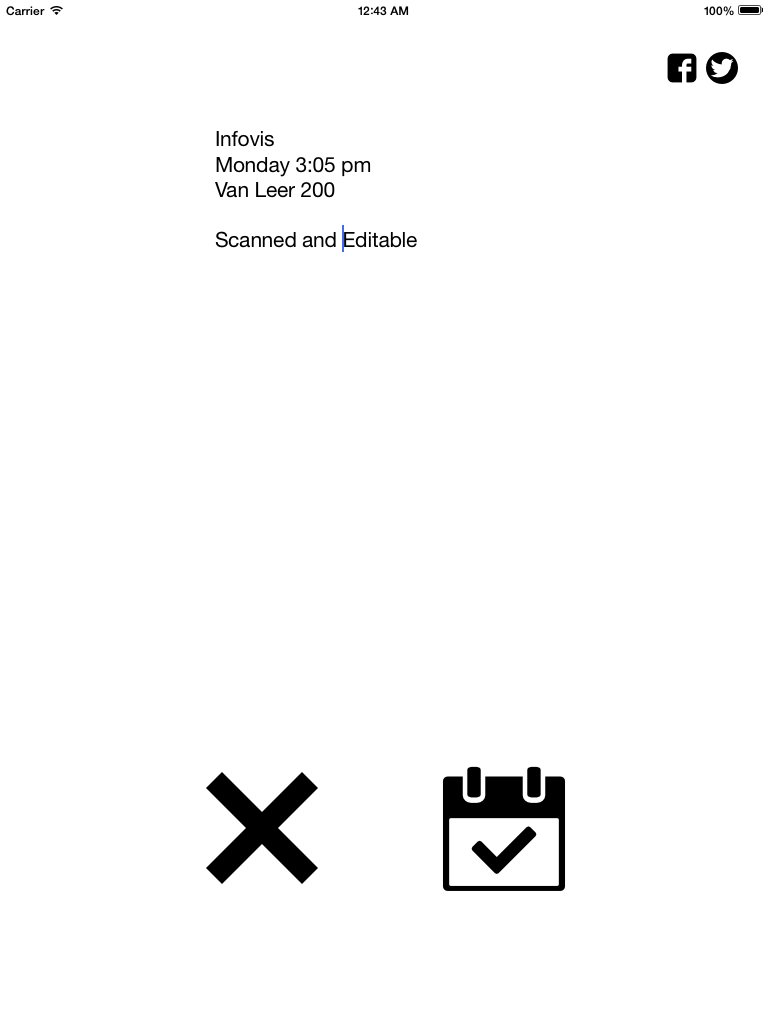 Carrier 12:43 AM 100%
Infovis
Monday 3:05 pm
Van Leer 200
Scanned and Editable